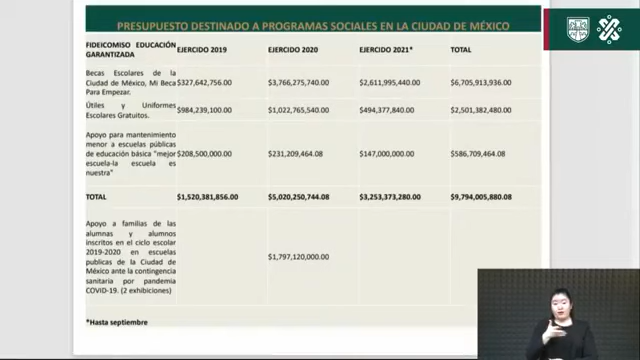 PRESUPUESTO DESTINADO A PROGRAMAS SOCIALES EN LA CIUDAD DE MÉXICO
FIDEICOMISO EDUCACIÓN GARANTIZADA EJERCIDO 2019 EJERCIDO 2020 EJERCIDO 2021* TOTAL
Becas Escolares de la
Ciudad de México, Mi Beca $327,642,756.00 $3,766,275,740.00 $2,611,995,440.00 $6,705,913,936.00
Para Empezar.
Útiles y Uniformes $984,239,100.00 $1,022,765,540.00 $494,377,840.00 $2,501,382,480.00
Escolares Gratuitos.
Apoyo para mantenimiento
menor a escuelas públicas
de educación básica "mejor $208,500,000.00 $231,209,464.08 $147,000,000.00 $586,709,464.08
escuela-la escuela es
nuestra"
TOTAL $1,520,381,856.00 $5,020,250,744.08 $3,253,373,280.00 $9,794,005,880.08
Apoyo a familias de las
alumnas y alumnos
inscritos en el ciclo escolar
2019-2020 en escuelas
publicas de la Ciudad de $1,797,120,000.00
México ante la contingencia
sanitaria por pandemia
COVID-19. (2 exhibiciones)
*Hasta septiembre